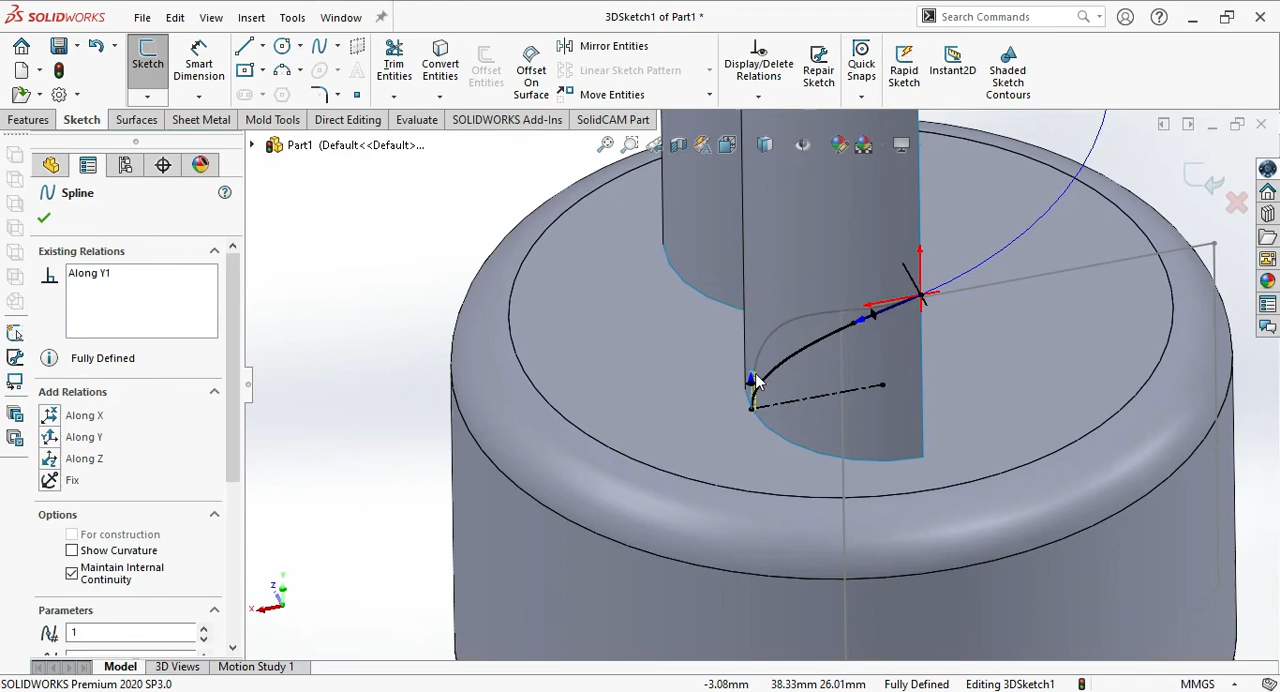 SOLIDWORKS File Edit View Insert Tools Window 3DSketch1 of Part1 * Search Commands
Sketch Smart Dimension Trim Entities Convert Entities Offset Entities Offset On Surface Mirror Entities Display/Delete Relations Repair Sketch Quick Snaps Rapid Sketch Instant2D Shaded Sketch Contours
Linear Sketch Pattern
Move Entities
Features Sketch Surfaces Sheet Metal Mold Tools Direct Editing Evaluate SOLIDWORKS Add-Ins SolidCAM Part
Part1 (Default<<Default>...
Spline
Existing Relations
Along Y1
Fully Defined
Add Relations
Along X
Along Y
Along Z
Fix
Options
For construction
Show Curvature
Maintain Internal
Continuity
Parameters
1
z
x
Model 3D Views Motion Study 1
SOLIDWORKS Premium 2020 SP3.0 -3.08mm 38.33mm 26.01mm Fully Defined Editing 3DSketch1 MMGS